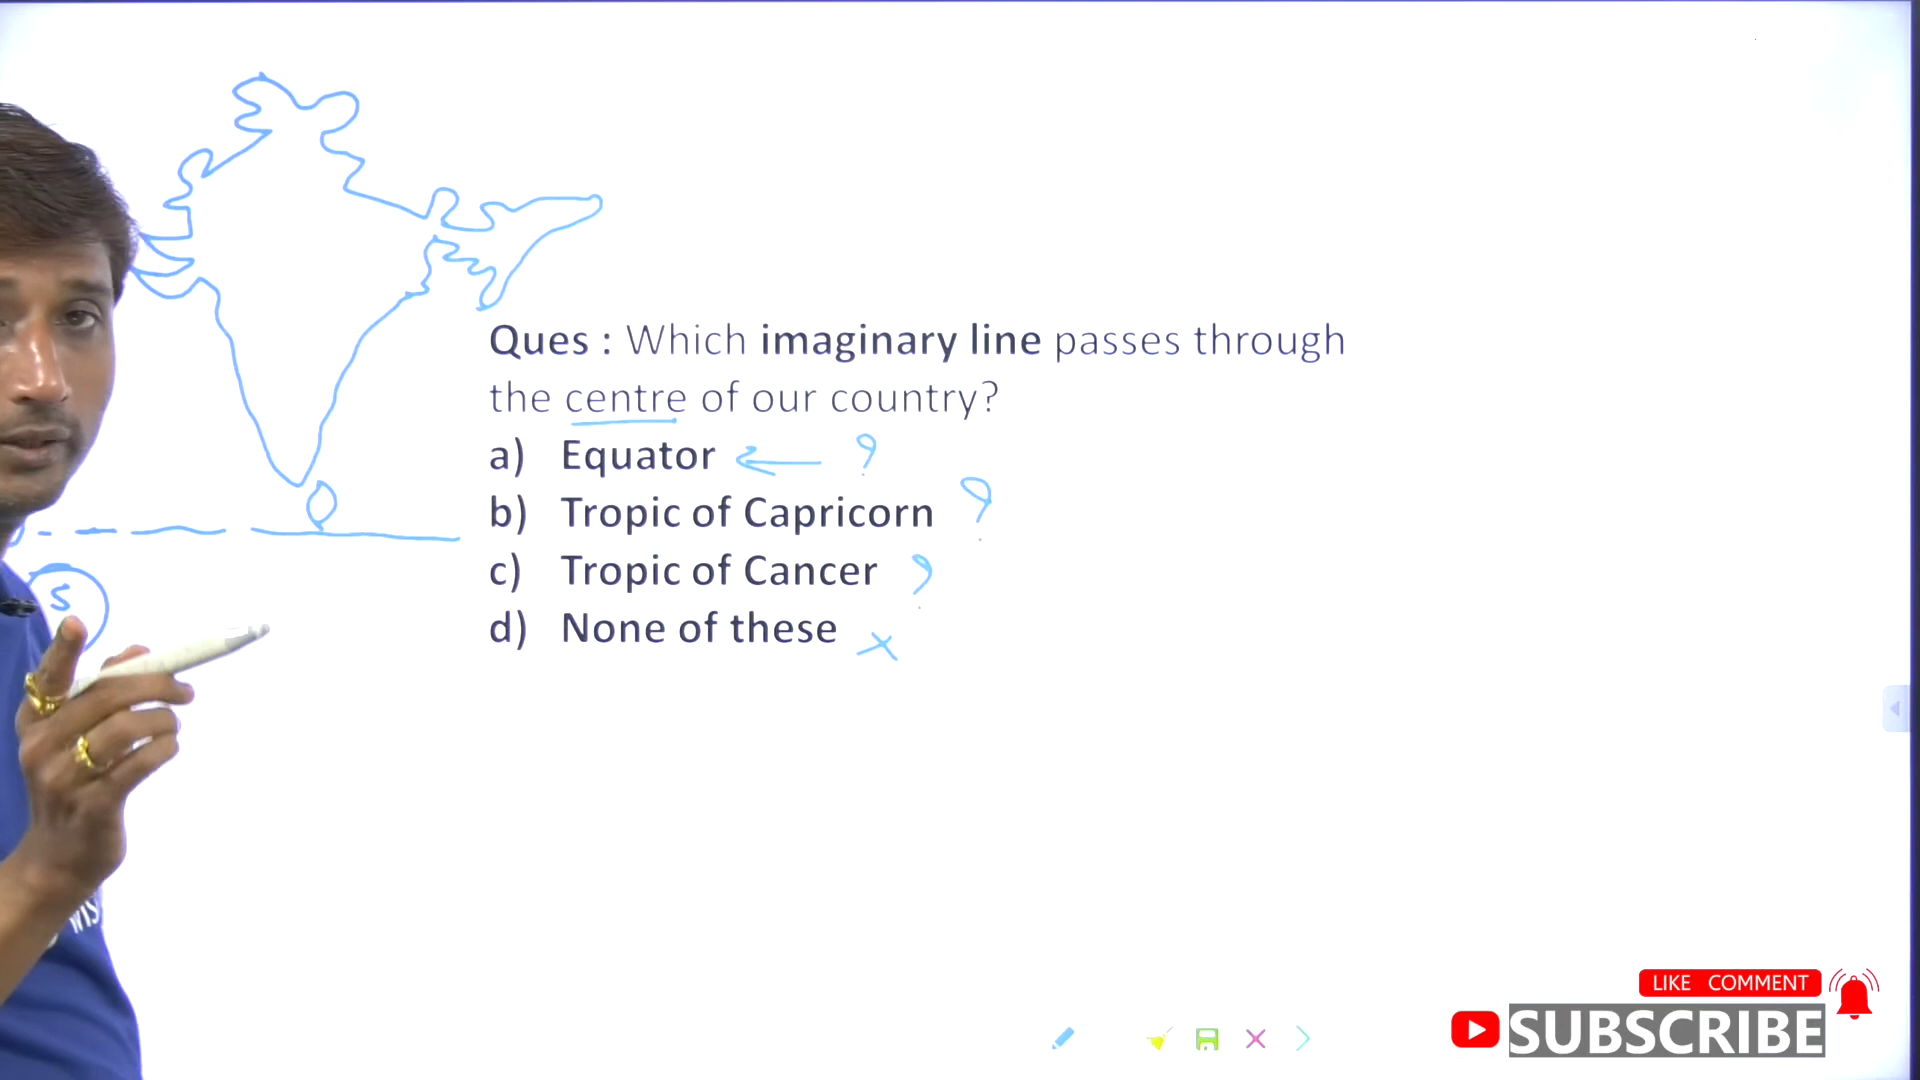 Ques : Which imaginary line passes through
the centre of our country?
a) Equator ?
b) Tropic of Capricorn ?
c) Tropic of Cancer ?
d) None of these ×
S
LIKE COMMENT
SUBSCRIBE